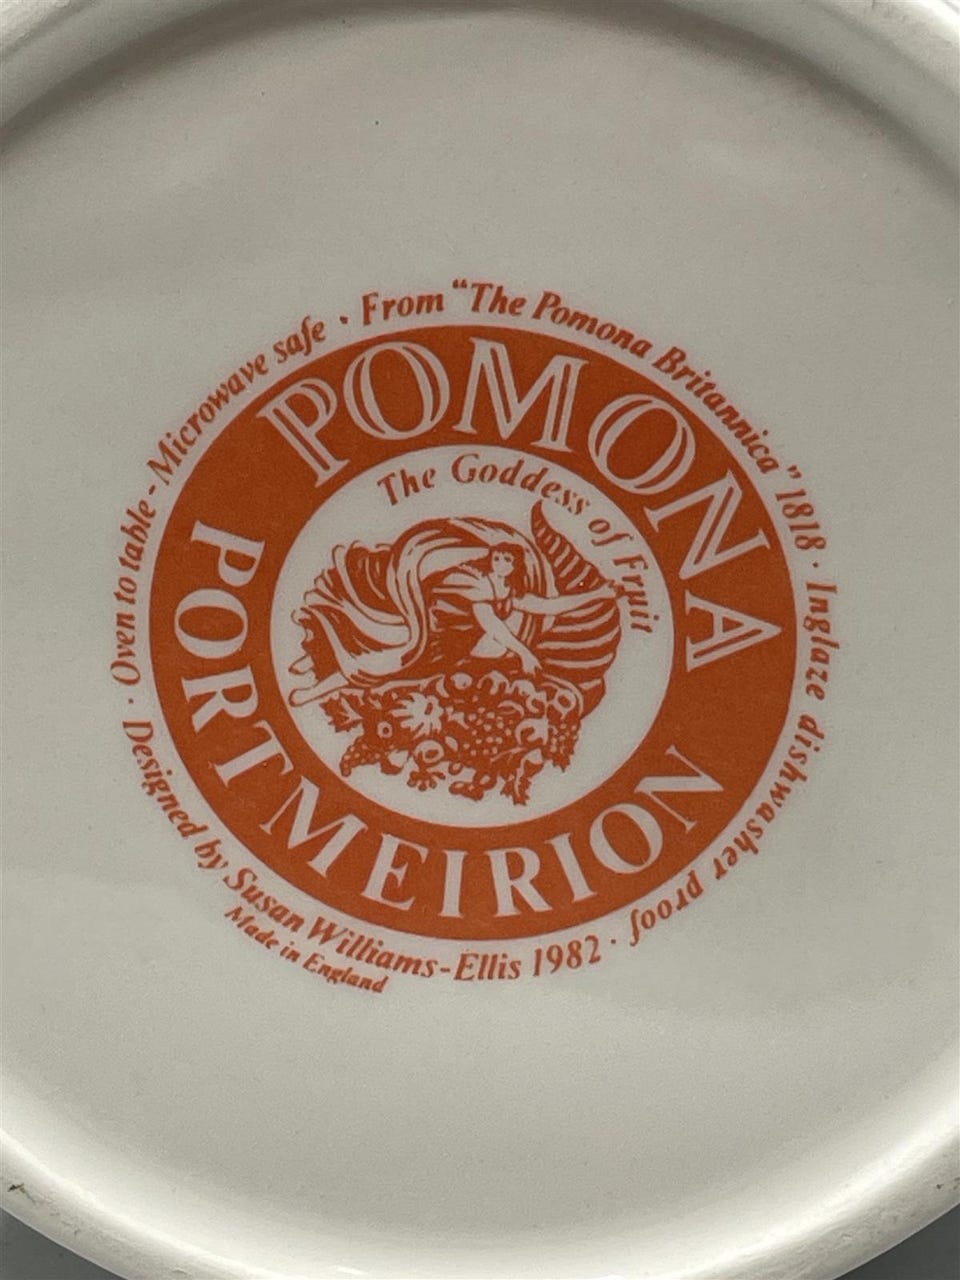 POMONA
PORTMEIRION
The Goddess of Fruit
From "The Pomona Britannica" 1818 · Inglaze dishwasher proof ·
Designed by Susan Williams-Ellis 1982 ·
Oven to table - Microwave safe ·
Made in England